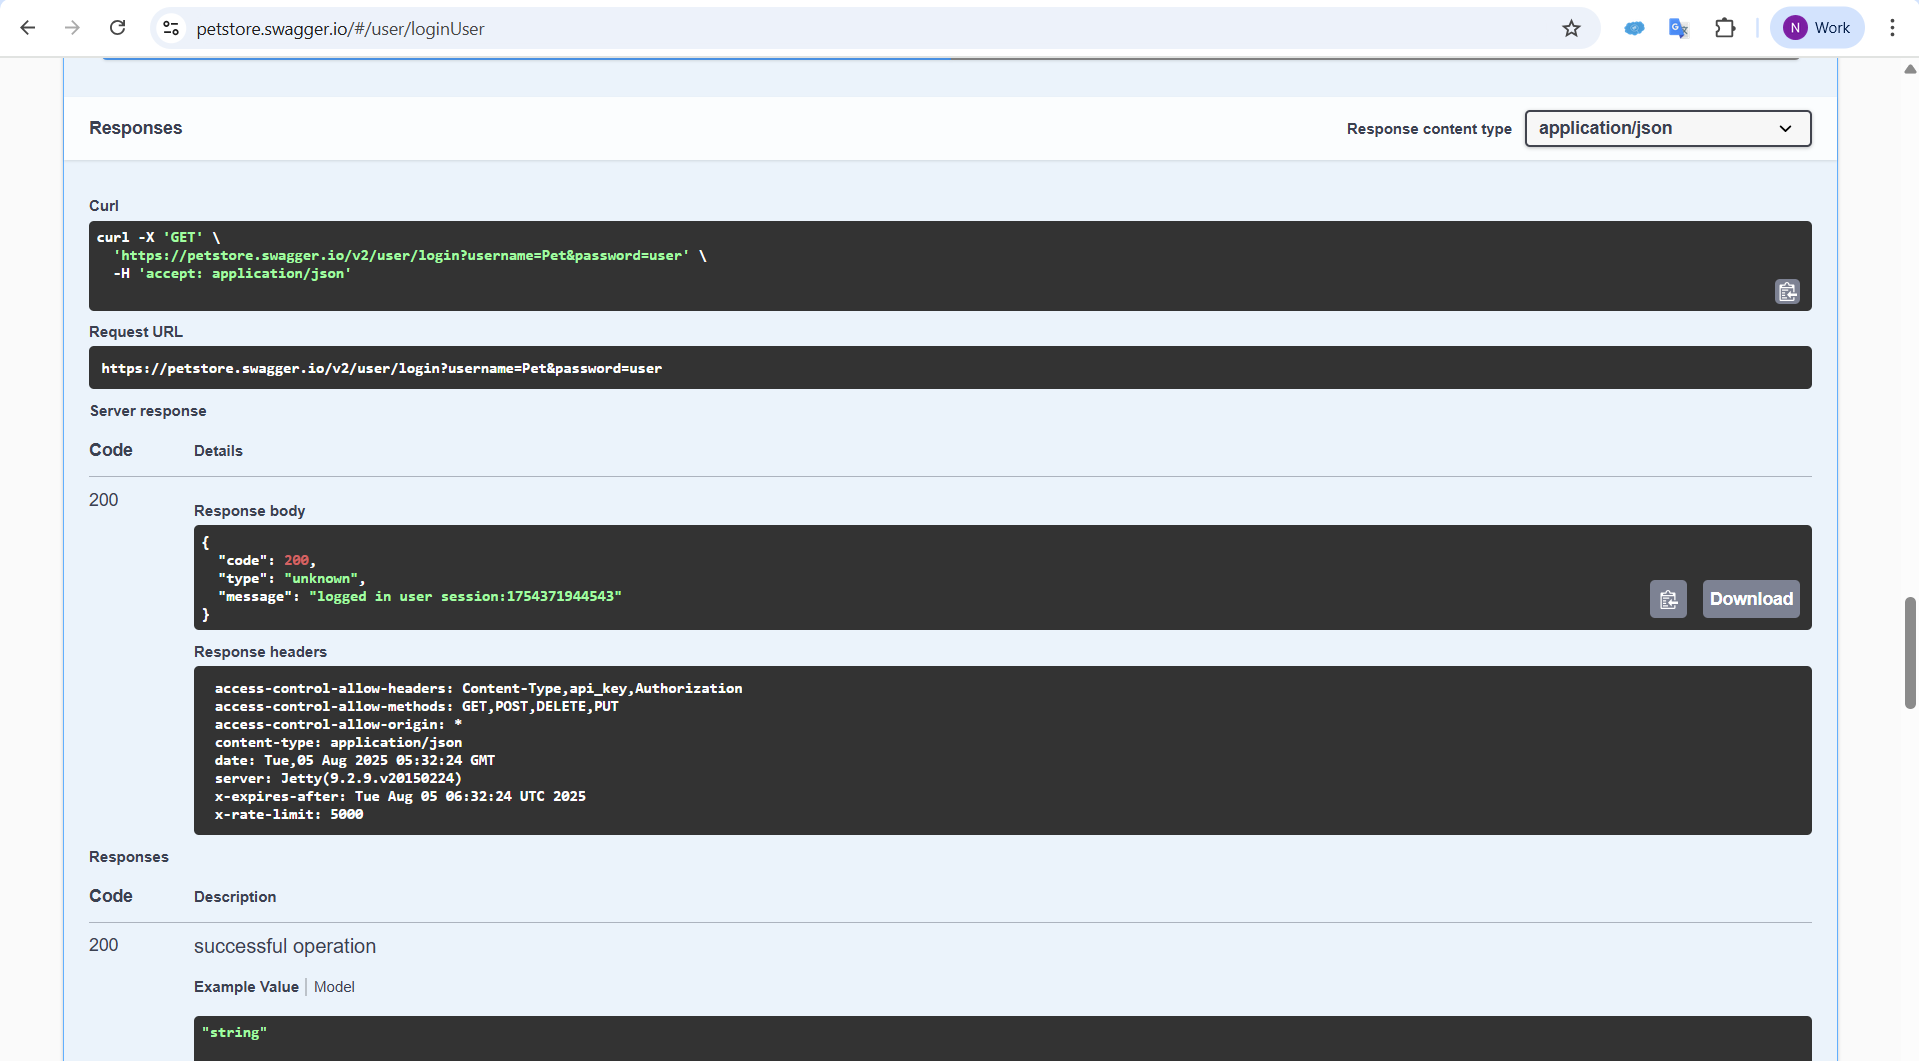 petstore.swagger.io/#/user/loginUser
N Work
Responses
Response content type
application/json
Curl
curl -X 'GET' \
  'https://petstore.swagger.io/v2/user/login?username=Pet&password=user' \
  -H 'accept: application/json'
Request URL
https://petstore.swagger.io/v2/user/login?username=Pet&password=user
Server response
Code Details
200
Response body
{
  "code": 200,
  "type": "unknown",
  "message": "logged in user session:1754371944543"
}
Download
Response headers
access-control-allow-headers: Content-Type,api_key,Authorization
access-control-allow-methods: GET,POST,DELETE,PUT
access-control-allow-origin: *
content-type: application/json
date: Tue,05 Aug 2025 05:32:24 GMT
server: Jetty(9.2.9.v20150224)
x-expires-after: Tue Aug 05 06:32:24 UTC 2025
x-rate-limit: 5000
Responses
Code Description
200 successful operation
Example Value Model
"string"